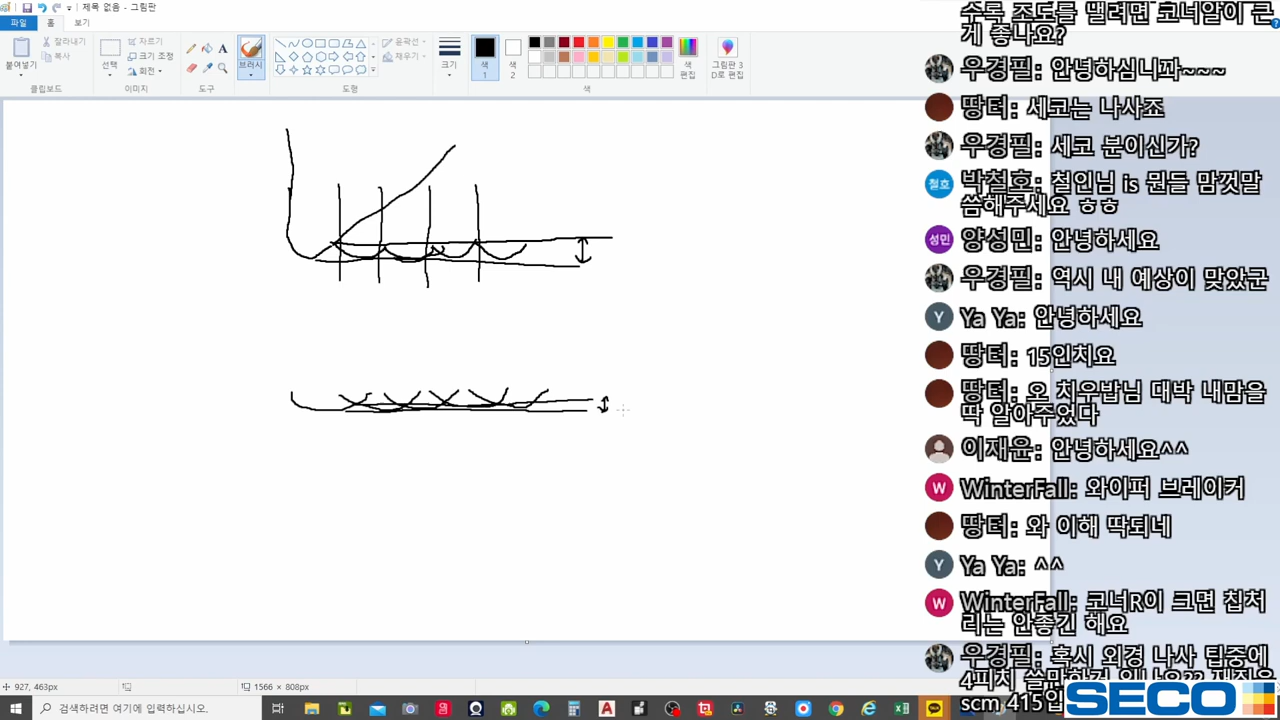 제목 없음 - 그림판
파일
홈
보기
붙여넣기
잘라내기
복사
클립보드
선택
자르기
크기 조정
회전
이미지
A
도구
브러시
윤곽선
채우기
도형
크기
색 1
색 2
색 편집
색
그림판 3D로 편집
수록 조도를 낼려면 코너알이 큰
게 좋나요?
우경필: 안녕하심니꽈~~~
땅터: 세코는 나사죠
우경필: 세코 분이신가?
철호
박철호: 철인님 is 뭔들 맘껏말
씀해주세요 ㅎㅎ
성민
양성민: 안녕하세요
우경필: 역시 내 예상이 맞았군
Y
Ya Ya: 안녕하세요
땅터: 15인치요
땅터: 오 치우밥님 대박 내맘을
딱 알아주었다
이재윤: 안녕하세요^^
W
WinterFall: 와이퍼 브레이커
땅터: 와 이해 딱되네
Y
Ya Ya: ^^
W
WinterFall: 코너R이 크면 칩처
리는 안좋긴 해요
우경필: 혹시 외경 나사 팁중에
4피치
scm 415
SECO
927, 463px
1566 × 808px
100%
검색하려면 여기에 입력하십시오.